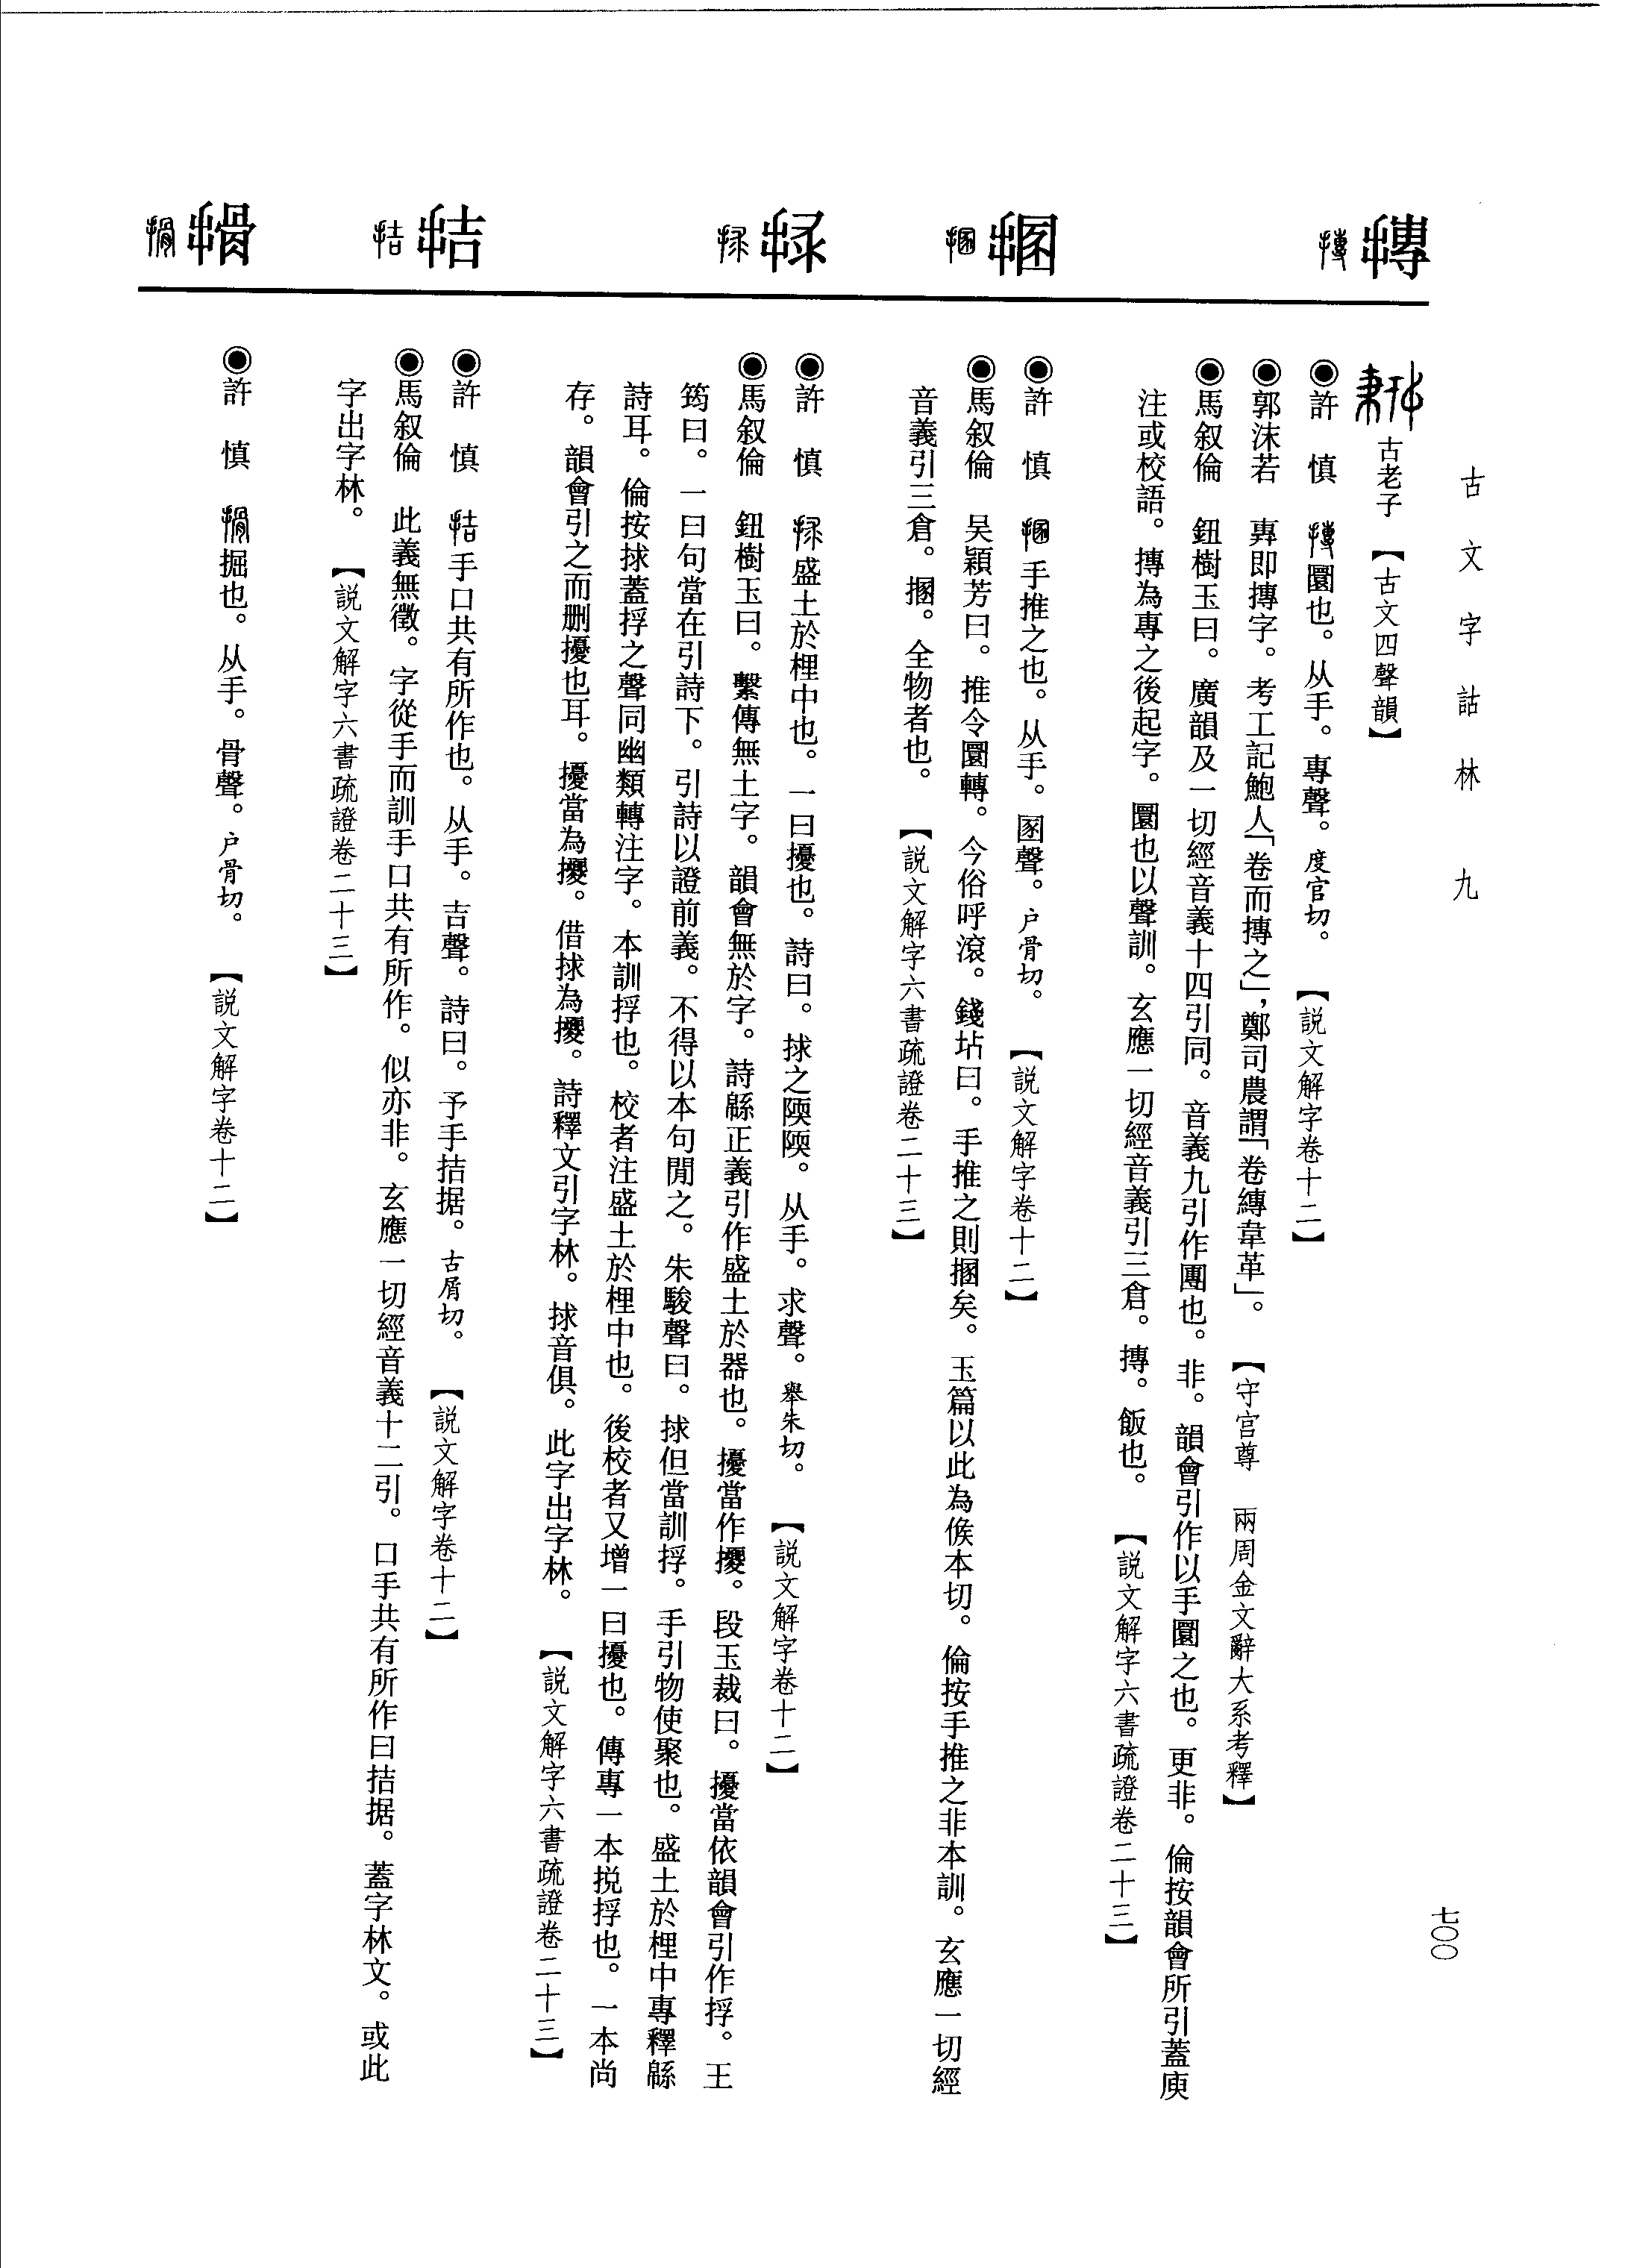 古文字詁林　九
七〇〇
摶
古老子　【古文四聲韻】
◉許　慎　摶圜也。从手。專聲。度官切。　【説文解字卷十二】
◉郭沫若　專即摶字。考工記鮑人「卷而摶之」，鄭司農謂「卷縳韋革」。　【守宫尊　兩周金文辭大系考釋】
◉馬叙倫　鈕樹玉曰。廣韻及一切經音義十四引同。音義九引作團也。非。韻會引作以手圜之也。更非。倫按韻會所引蓋庾
注或校語。摶為專之後起字。圜也以聲訓。玄應一切經音義引三倉。摶。飯也。　【説文解字六書疏證卷二十三】
㨡
◉許　慎　㨡手推之也。从手。圂聲。户骨切。　【説文解字卷十二】
◉馬叙倫　吴穎芳曰。推令圜轉。今俗呼滾。錢坫曰。手推之則㨡矣。玉篇以此為㑨本切。倫按手推之非本訓。玄應一切經
音義引三倉。㨡。全物者也。　【説文解字六書疏證卷二十三】
捄
◉許　慎　捄盛土於梩中也。一曰擾也。詩曰。捄之陾陾。从手。求聲。舉朱切。　【説文解字卷十二】
◉馬叙倫　鈕樹玉曰。繫傳無土字。韻會無於字。詩緜正義引作盛土於器也。擾當作㹛。段玉裁曰。擾當依韻會引作捊。王
筠曰。一曰句當在引詩下。引詩以證前義。不得以本句閒之。朱駿聲曰。捄但當訓捊。手引物使聚也。盛土於梩中專釋緜
詩耳。倫按捄蓋捊之聲同幽類轉注字。本訓捊也。校者注盛土於梩中也。後校者又增一曰擾也。傳專一本捝捊也。一本尚
存。韻會引之而删擾也耳。擾當為㹛。借捄為㹛。詩釋文引字林。捄音俱。此字出字林。　【説文解字六書疏證卷二十三】
拮
◉許　慎　拮手口共有所作也。从手。吉聲。詩曰。予手拮据。古屑切。　【説文解字卷十二】
◉馬叙倫　此義無徵。字從手而訓手口共有所作。似亦非。玄應一切經音義十二引。口手共有所作曰拮据。蓋字林文。或此
字出字林。　【説文解字六書疏證卷二十三】
搰
◉許　慎　搰掘也。从手。骨聲。户骨切。　【説文解字卷十二】